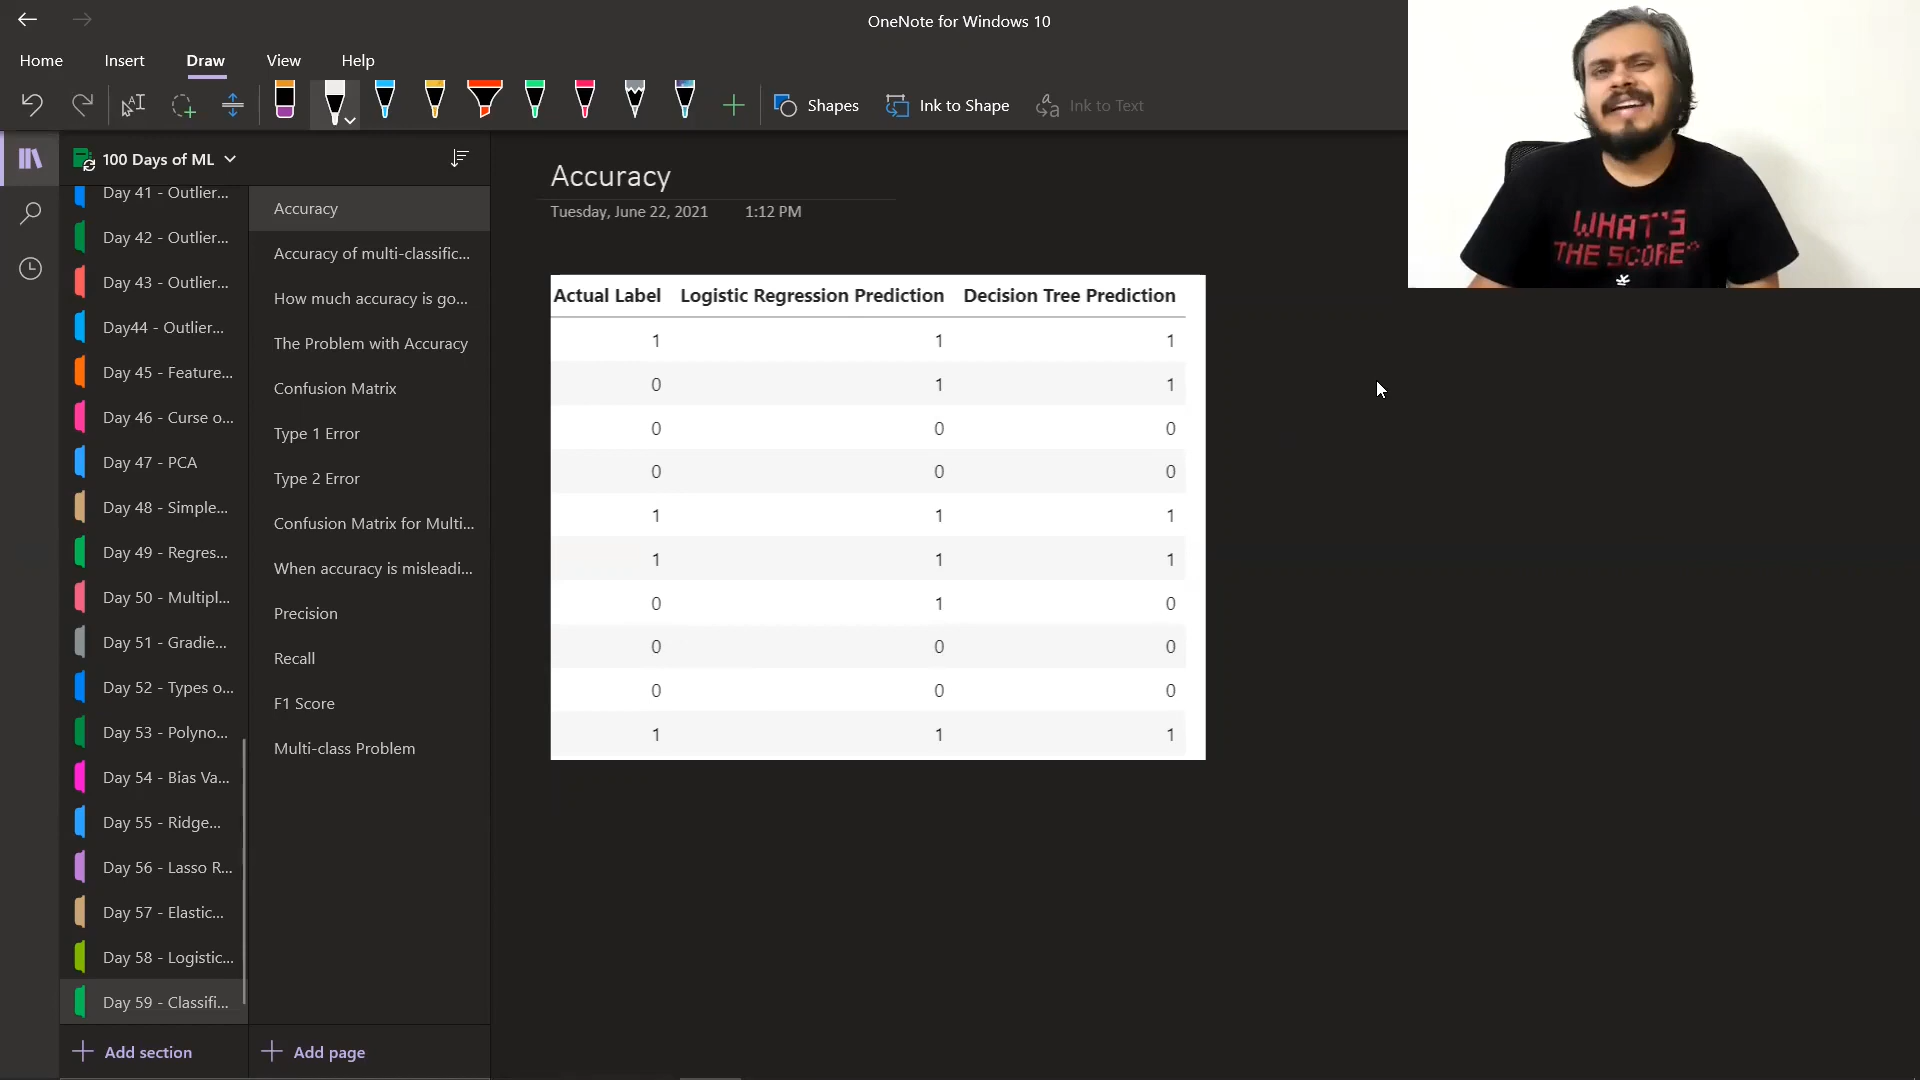 OneNote for Windows 10
Home Insert Draw View Help
Shapes Ink to Shape Ink to Text
100 Days of ML
Day 41 - Outlier...
Day 42 - Outlier...
Day 43 - Outlier...
Day44 - Outlier...
Day 45 - Feature...
Day 46 - Curse o...
Day 47 - PCA
Day 48 - Simple...
Day 49 - Regres...
Day 50 - Multipl...
Day 51 - Gradie...
Day 52 - Types o...
Day 53 - Polyno...
Day 54 - Bias Va...
Day 55 - Ridge...
Day 56 - Lasso R...
Day 57 - Elastic...
Day 58 - Logistic...
Day 59 - Classifi...
Add section
Accuracy
Accuracy of multi-classific...
How much accuracy is go...
The Problem with Accuracy
Confusion Matrix
Type 1 Error
Type 2 Error
Confusion Matrix for Multi...
When accuracy is misleadi...
Precision
Recall
F1 Score
Multi-class Problem
Add page
Accuracy
Tuesday, June 22, 2021 1:12 PM
Actual Label Logistic Regression Prediction Decision Tree Prediction
1 1 1
0 1 1
0 0 0
0 0 0
1 1 1
1 1 1
0 1 0
0 0 0
0 0 0
1 1 1
WHAT'S
THE SCORE